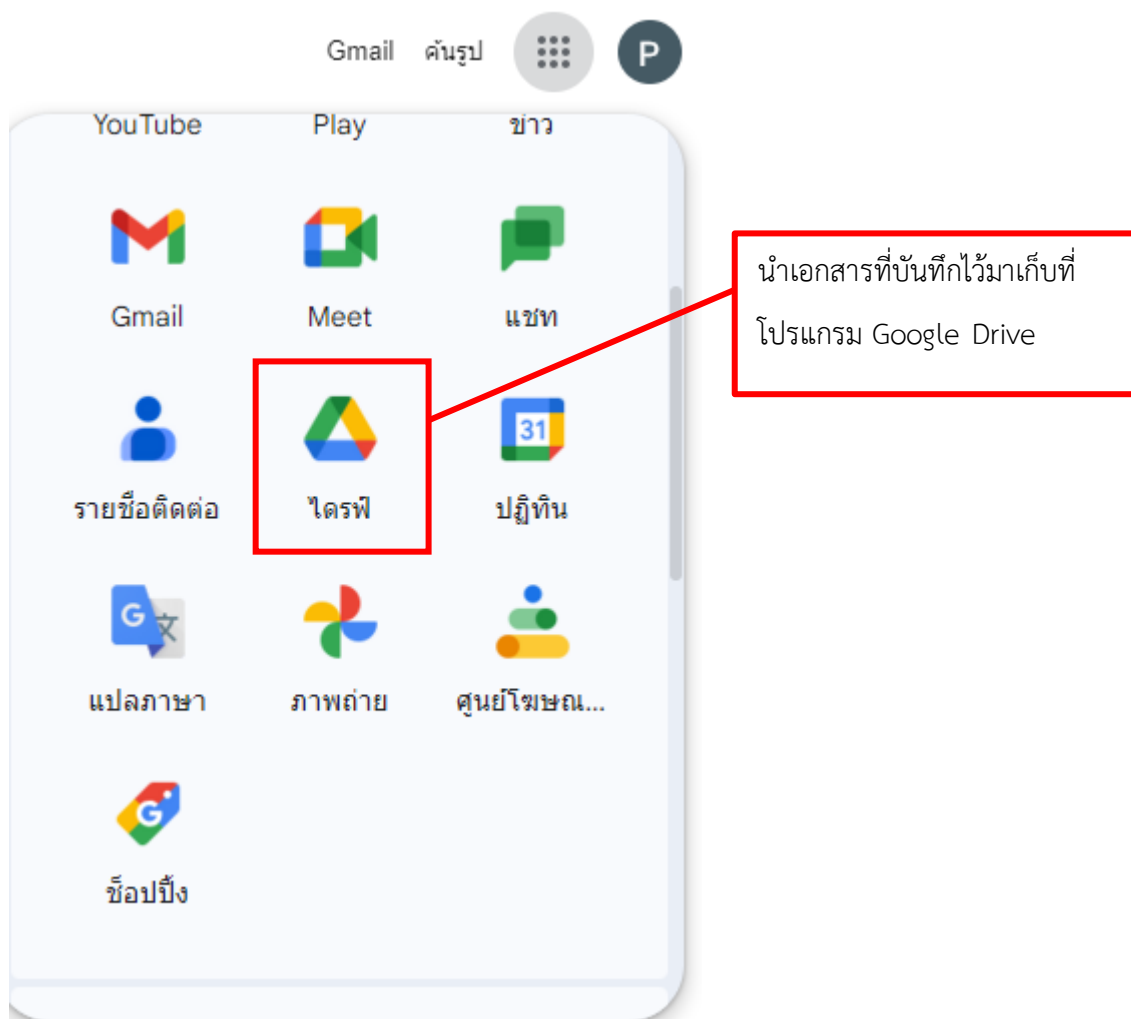 Gmail ค้นรูป P
YouTube Play ข่าว
Gmail Meet แชท
นำเอกสารที่บันทึกไว้มาเก็บที่
โปรแกรม Google Drive
31
รายชื่อติดต่อ ไดรฟ์ ปฏิทิน
G 文
แปลภาษา ภาพถ่าย ศูนย์โฆษณ...
G
ช็อปปิ้ง